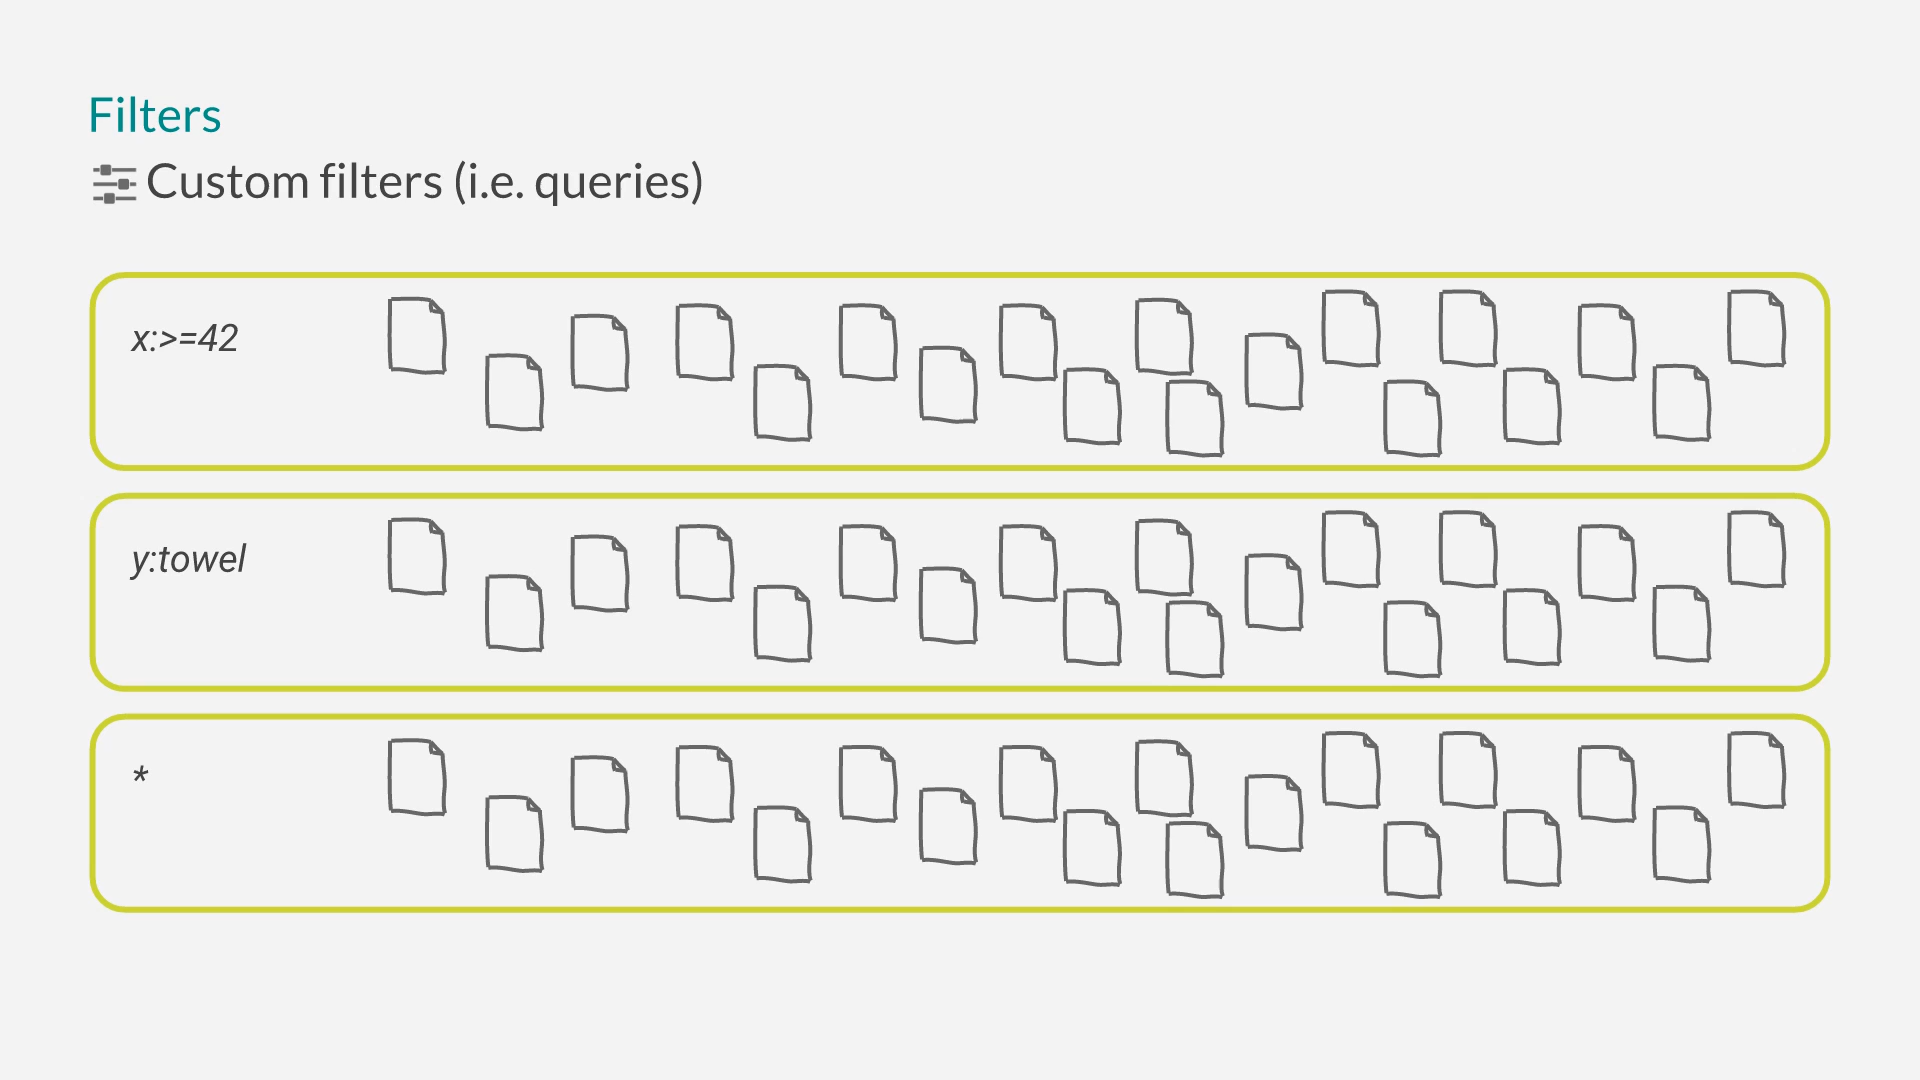 Filters
Custom filters (i.e. queries)
x:>=42
y:towel
*